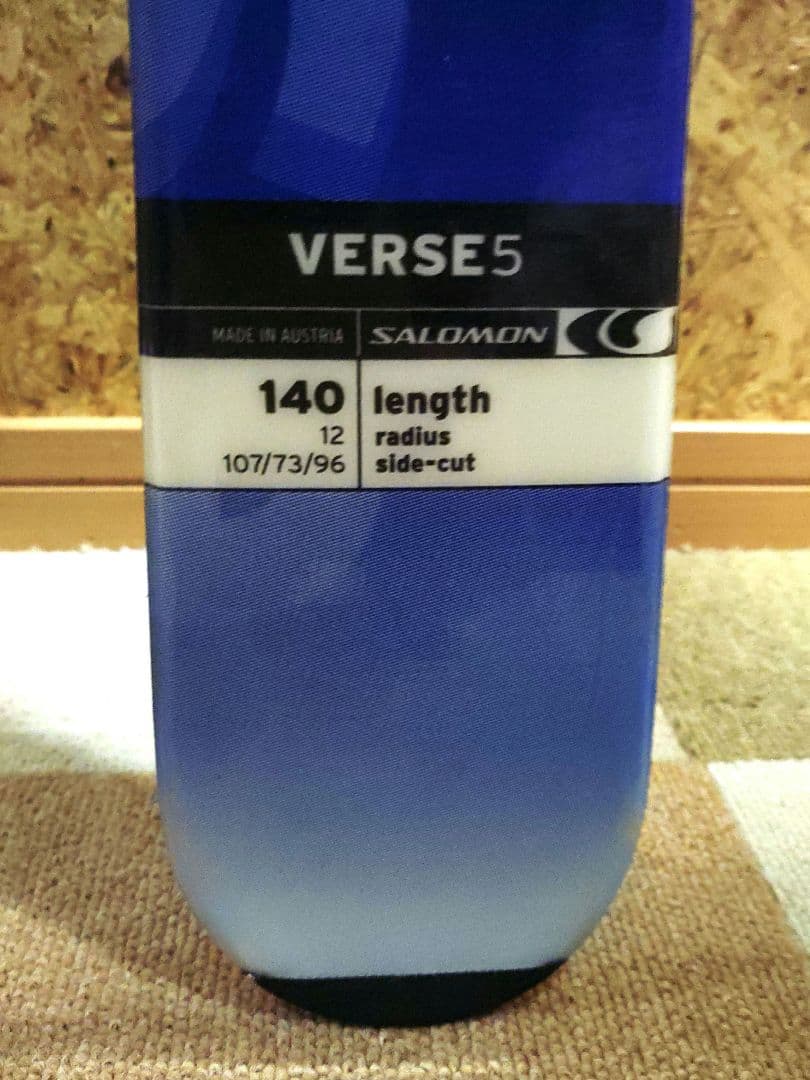 VERSE5
MADE IN AUSTRIA SALOMON
140 length
12 radius
107/73/96 side-cut